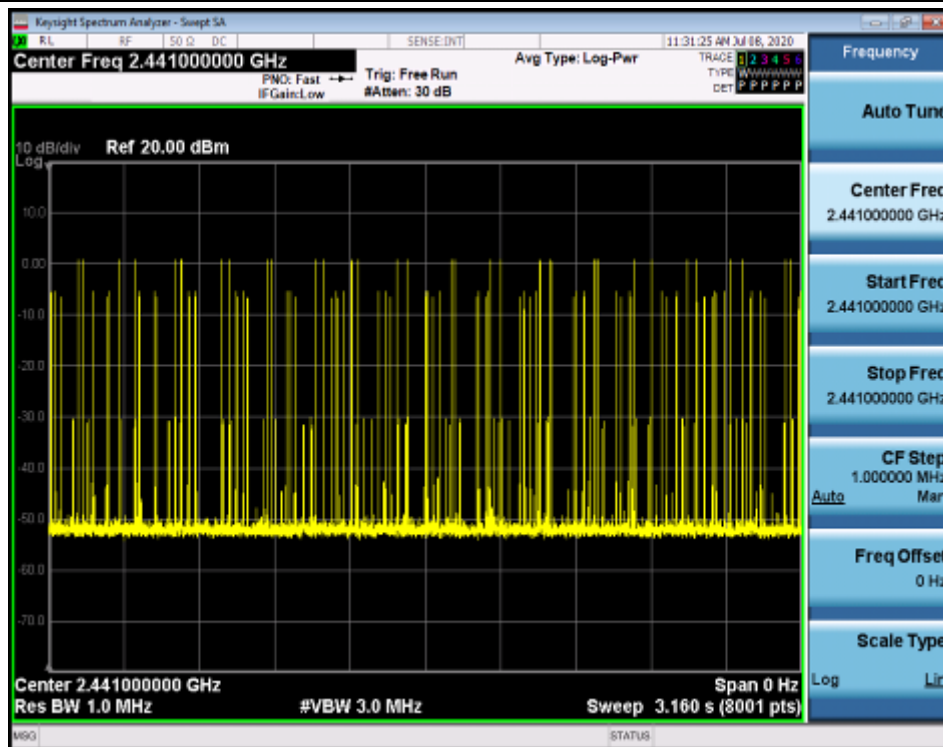 Keysight Spectrum Analyzer - Swept SA
RL RF 50 Ω DC SENSE:INT 11:31:25 AM Jul 08, 2020
Center Freq 2.441000000 GHz
Avg Type: Log-Pwr
TRACE 1 2 3 4 5 6
PNO: Fast
Trig: Free Run
TYPE
IFGain:Low
#Atten: 30 dB
DET P P P P P P
10 dB/div Ref 20.00 dBm
Log
10.0
0.00
-10.0
-20.0
-30.0
-40.0
-50.0
-60.0
-70.0
Center 2.441000000 GHz Span 0 Hz
Res BW 1.0 MHz #VBW 3.0 MHz Sweep 3.160 s (8001 pts)
MSG STATUS
Frequency
Auto Tune
Center Freq
2.441000000 GHz
Start Freq
2.441000000 GHz
Stop Freq
2.441000000 GHz
CF Step
1.000000 MHz
Auto Man
Freq Offset
0 Hz
Scale Type
Log Lin